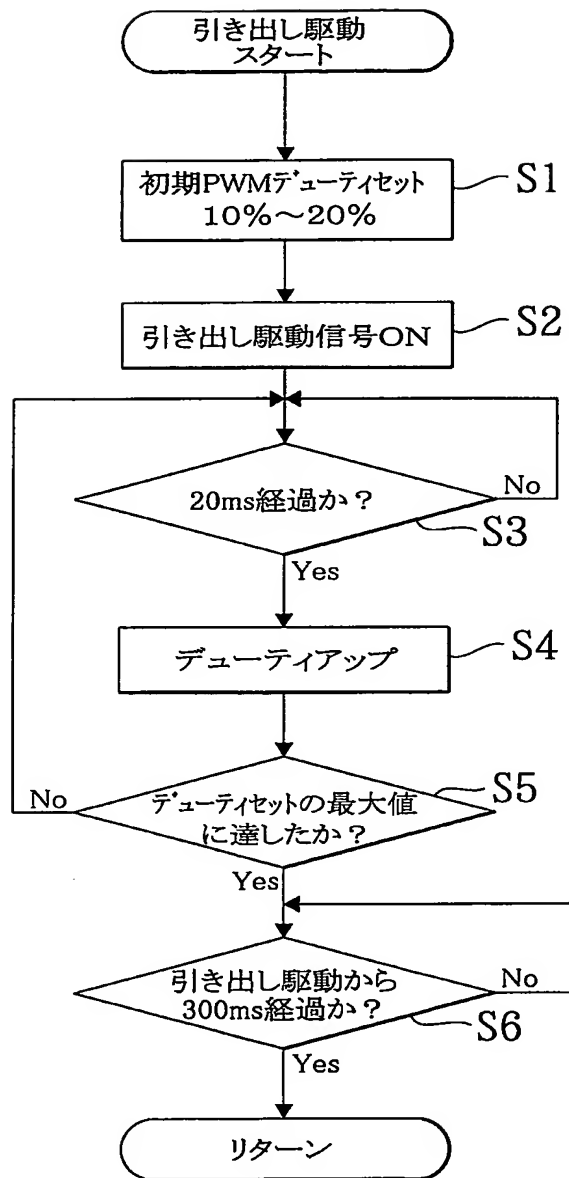 引き出し駆動
スタート
初期PWMデューティセット
10%～20%
S1
引き出し駆動信号ON
S2
20ms経過か？
No
S3
Yes
デューティアップ
S4
デューティセットの最大値
に達したか？
S5
No
Yes
引き出し駆動から
300ms経過か？
No
S6
Yes
リターン